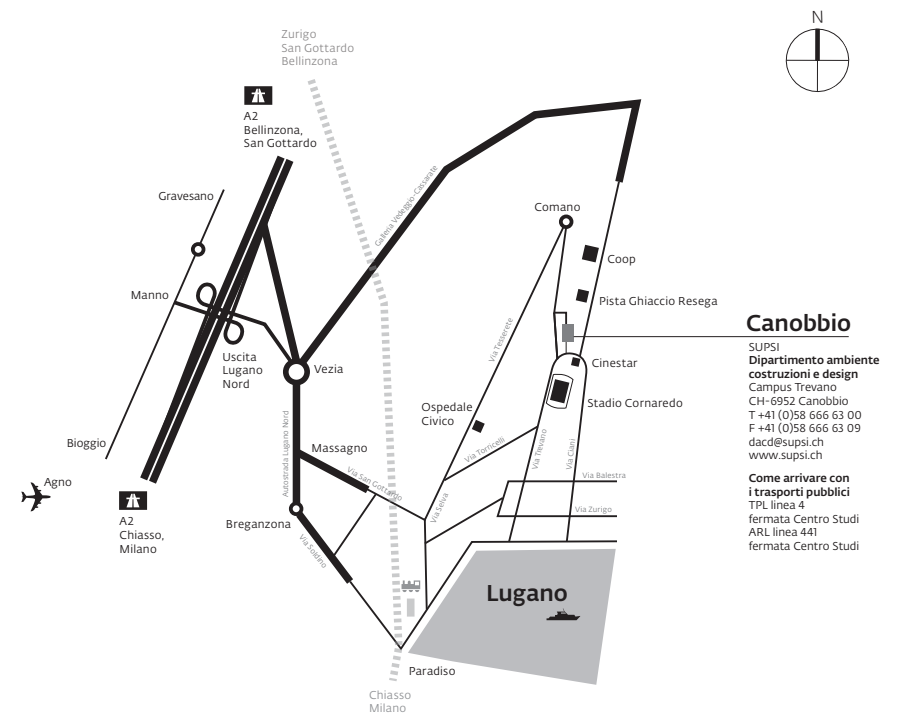 N
Zurigo
San Gottardo
Bellinzona
A2
Bellinzona,
San Gottardo
Gravesano
Galleria Vedeggio-Cassarate
Comano
Coop
Manno
Pista Ghiaccio Resega
Canobbio
Via Tesserete
Uscita
Lugano
Nord
Vezia
Cinestar
SUPSI
Dipartimento ambiente
costruzioni e design
Campus Trevano
CH-6952 Canobbio
T +41 (0)58 666 63 00
F +41 (0)58 666 63 09
dacd@supsi.ch
www.supsi.ch
Come arrivare con
i trasporti pubblici
TPL linea 4
fermata Centro Studi
ARL linea 441
fermata Centro Studi
Stadio Cornaredo
Ospedale
Civico
Bioggio
Autostrada Lugano Nord
Massagno
Via San Gottardo
Via Torricelli
Via Trevano
Via Ciani
Via Balestra
Via Zurigo
Agno
A2
Chiasso,
Milano
Breganzona
Via Selva
Via Soldino
Lugano
Paradiso
Chiasso
Milano